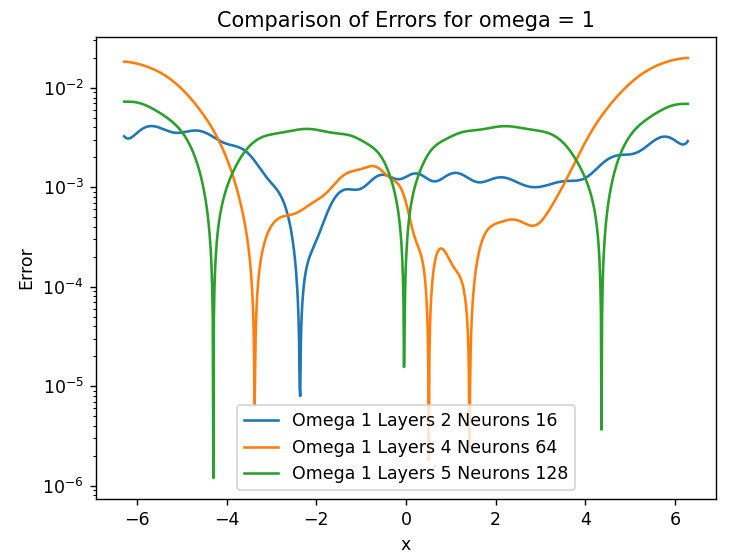 Comparison of Errors for omega = 1
Error
10⁻²
10⁻³
10⁻⁴
10⁻⁵
10⁻⁶
Omega 1 Layers 2 Neurons 16
Omega 1 Layers 4 Neurons 64
Omega 1 Layers 5 Neurons 128
−6 −4 −2 0 2 4 6
x